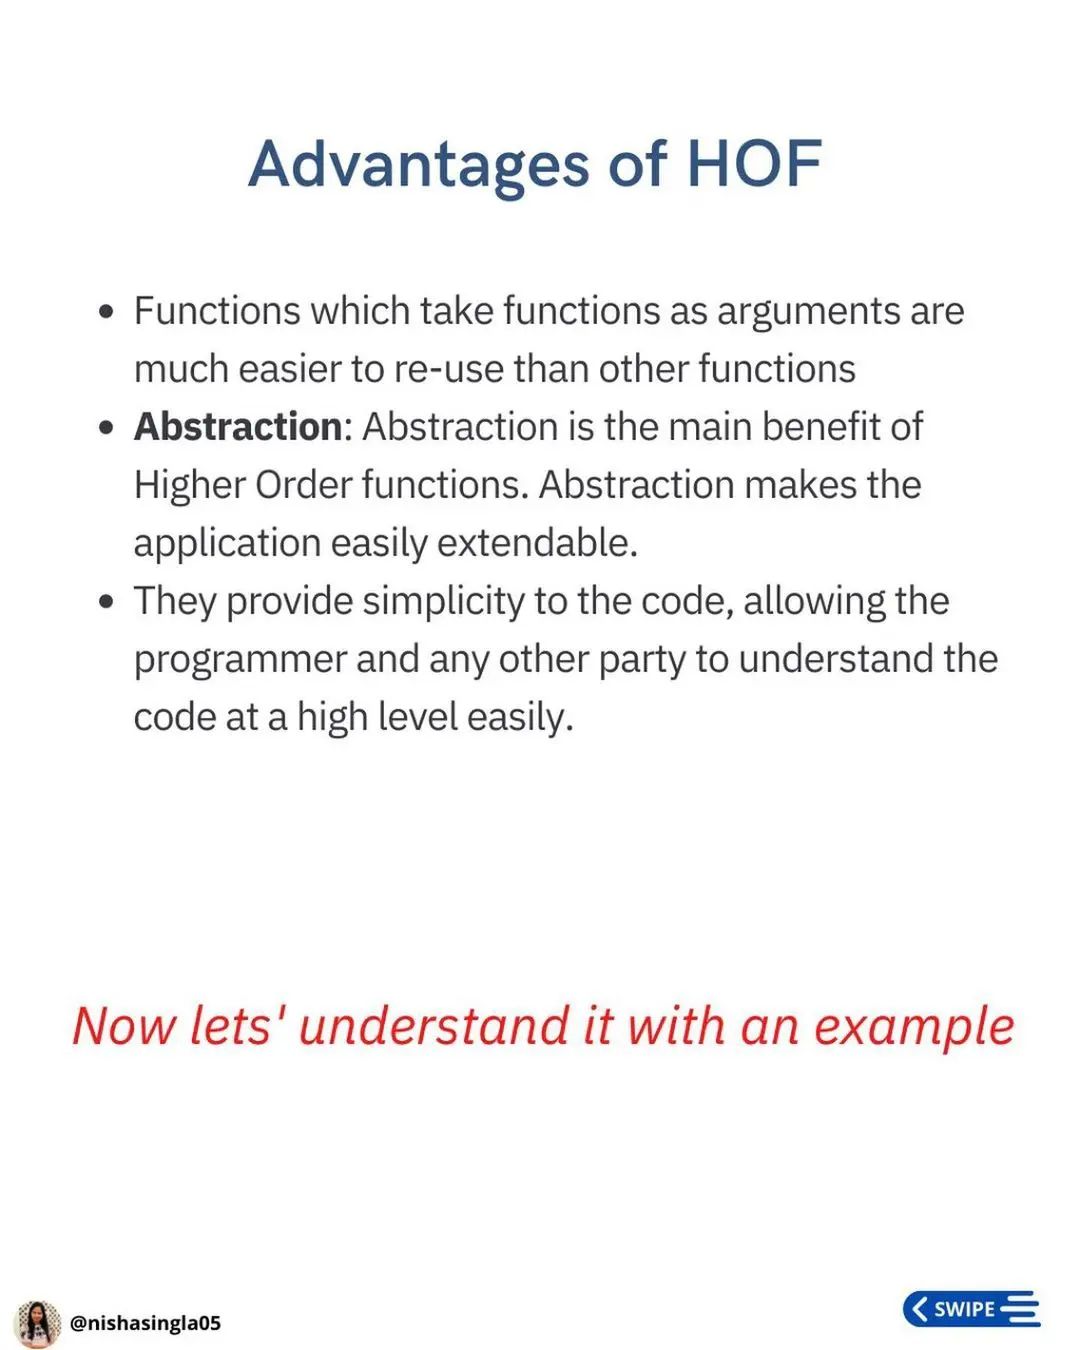 Advantages of HOF
• Functions which take functions as arguments are
much easier to re-use than other functions
• Abstraction: Abstraction is the main benefit of
Higher Order functions. Abstraction makes the
application easily extendable.
• They provide simplicity to the code, allowing the
programmer and any other party to understand the
code at a high level easily.
Now lets' understand it with an example
@nishasingla05
SWIPE